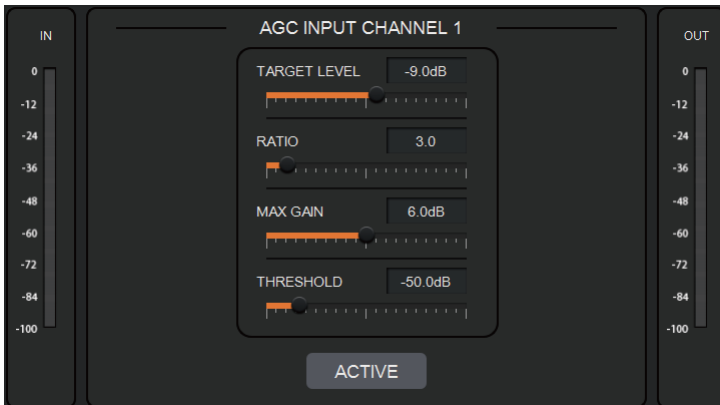 AGC INPUT CHANNEL 1
IN
0
-12
-24
-36
-48
-60
-72
-84
-100
TARGET LEVEL -9.0dB
RATIO 3.0
MAX GAIN 6.0dB
THRESHOLD -50.0dB
ACTIVE
OUT
0
-12
-24
-36
-48
-60
-72
-84
-100